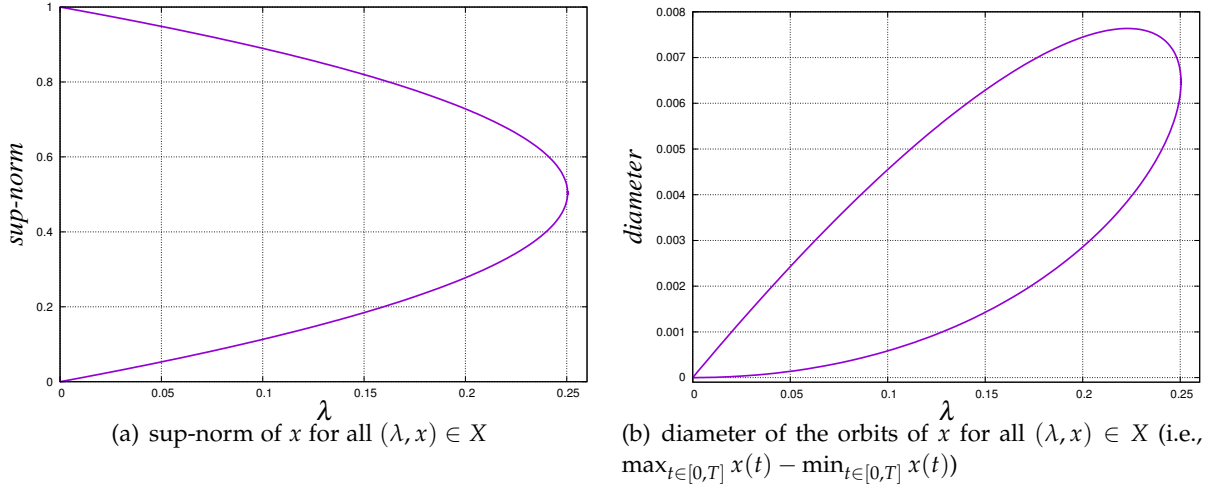 1
0.8
0.6
0.4
0.2
0
sup-norm
0 0.05 0.1 0.15 0.2 0.25
λ
(a) sup-norm of x for all (λ, x) ∈ X
0.008
0.007
0.006
0.005
0.004
0.003
0.002
0.001
0
diameter
0 0.05 0.1 0.15 0.2 0.25
λ
(b) diameter of the orbits of x for all (λ, x) ∈ X (i.e.,
max_{t∈[0,T]} x(t) − min_{t∈[0,T]} x(t))